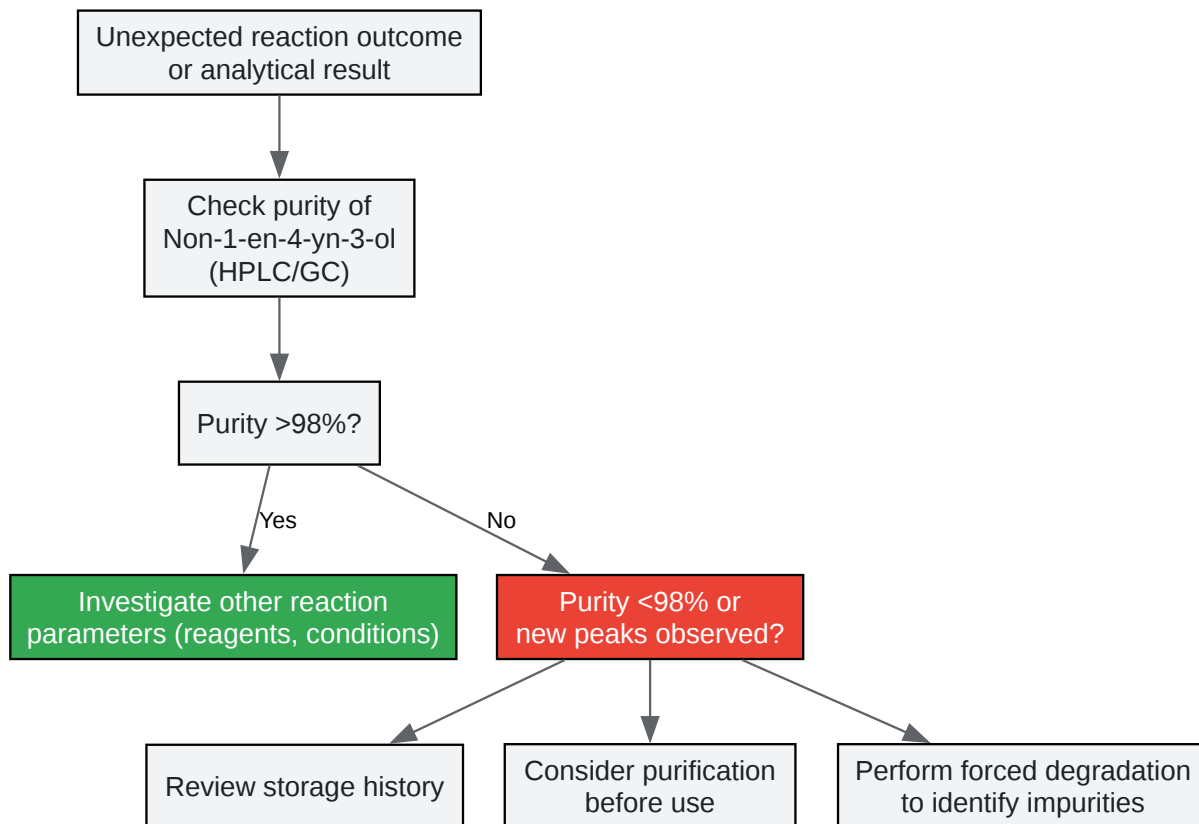 Unexpected reaction outcome
or analytical result
Check purity of
Non-1-en-4-yn-3-ol
(HPLC/GC)
Purity >98%?
Yes
No
Investigate other reaction
parameters (reagents, conditions)
Purity <98% or
new peaks observed?
Review storage history
Consider purification
before use
Perform forced degradation
to identify impurities